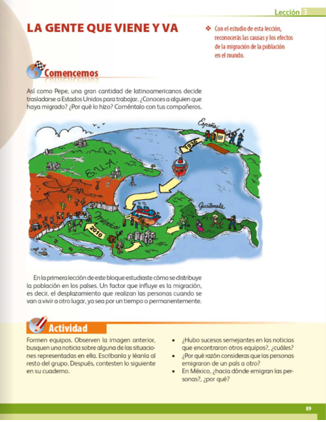 Lección 3
LA GENTE QUE VIENE Y VA
Con el estudio de esta lección,
reconocerás las causas y los efectos
de la migración de la población
en el mundo.
Comencemos
Así como Pepe, una gran cantidad de latinoamericanos decide
trasladarse a Estados Unidos para trabajar. ¿Conoces a alguien que
haya migrado? ¿Por qué lo hizo? Coméntalo con tus compañeros.
España
1939
E.U.A.
México
Guatemala
2010
En la primera lección de este bloque estudiaste cómo se distribuye
la población en los países. Un factor que influye es la migración,
es decir, el desplazamiento que realizan las personas cuando se
van a vivir a otro lugar, ya sea por un tiempo o permanentemente.
Actividad
Formen equipos. Observen la imagen anterior,
busquen una noticia sobre alguna de las situacio-
nes representadas en ella. Escríbanla y léanla al
resto del grupo. Después, contesten lo siguiente
en su cuaderno.
• ¿Hubo sucesos semejantes en las noticias
que encontraron otros equipos?, ¿cuáles?
• ¿Por qué razón consideras que las personas
emigraron de un país a otro?
• En México, ¿hacia dónde emigran las per-
sonas?, ¿por qué?
89